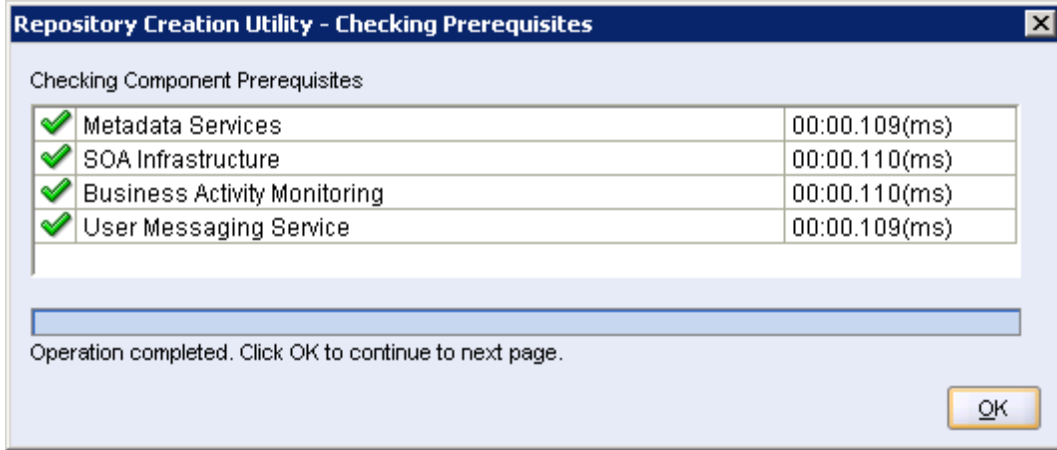 Repository Creation Utility - Checking Prerequisites
Checking Component Prerequisites
Metadata Services 00:00.109(ms)
SOA Infrastructure 00:00.110(ms)
Business Activity Monitoring 00:00.110(ms)
User Messaging Service 00:00.109(ms)
Operation completed. Click OK to continue to next page.
OK